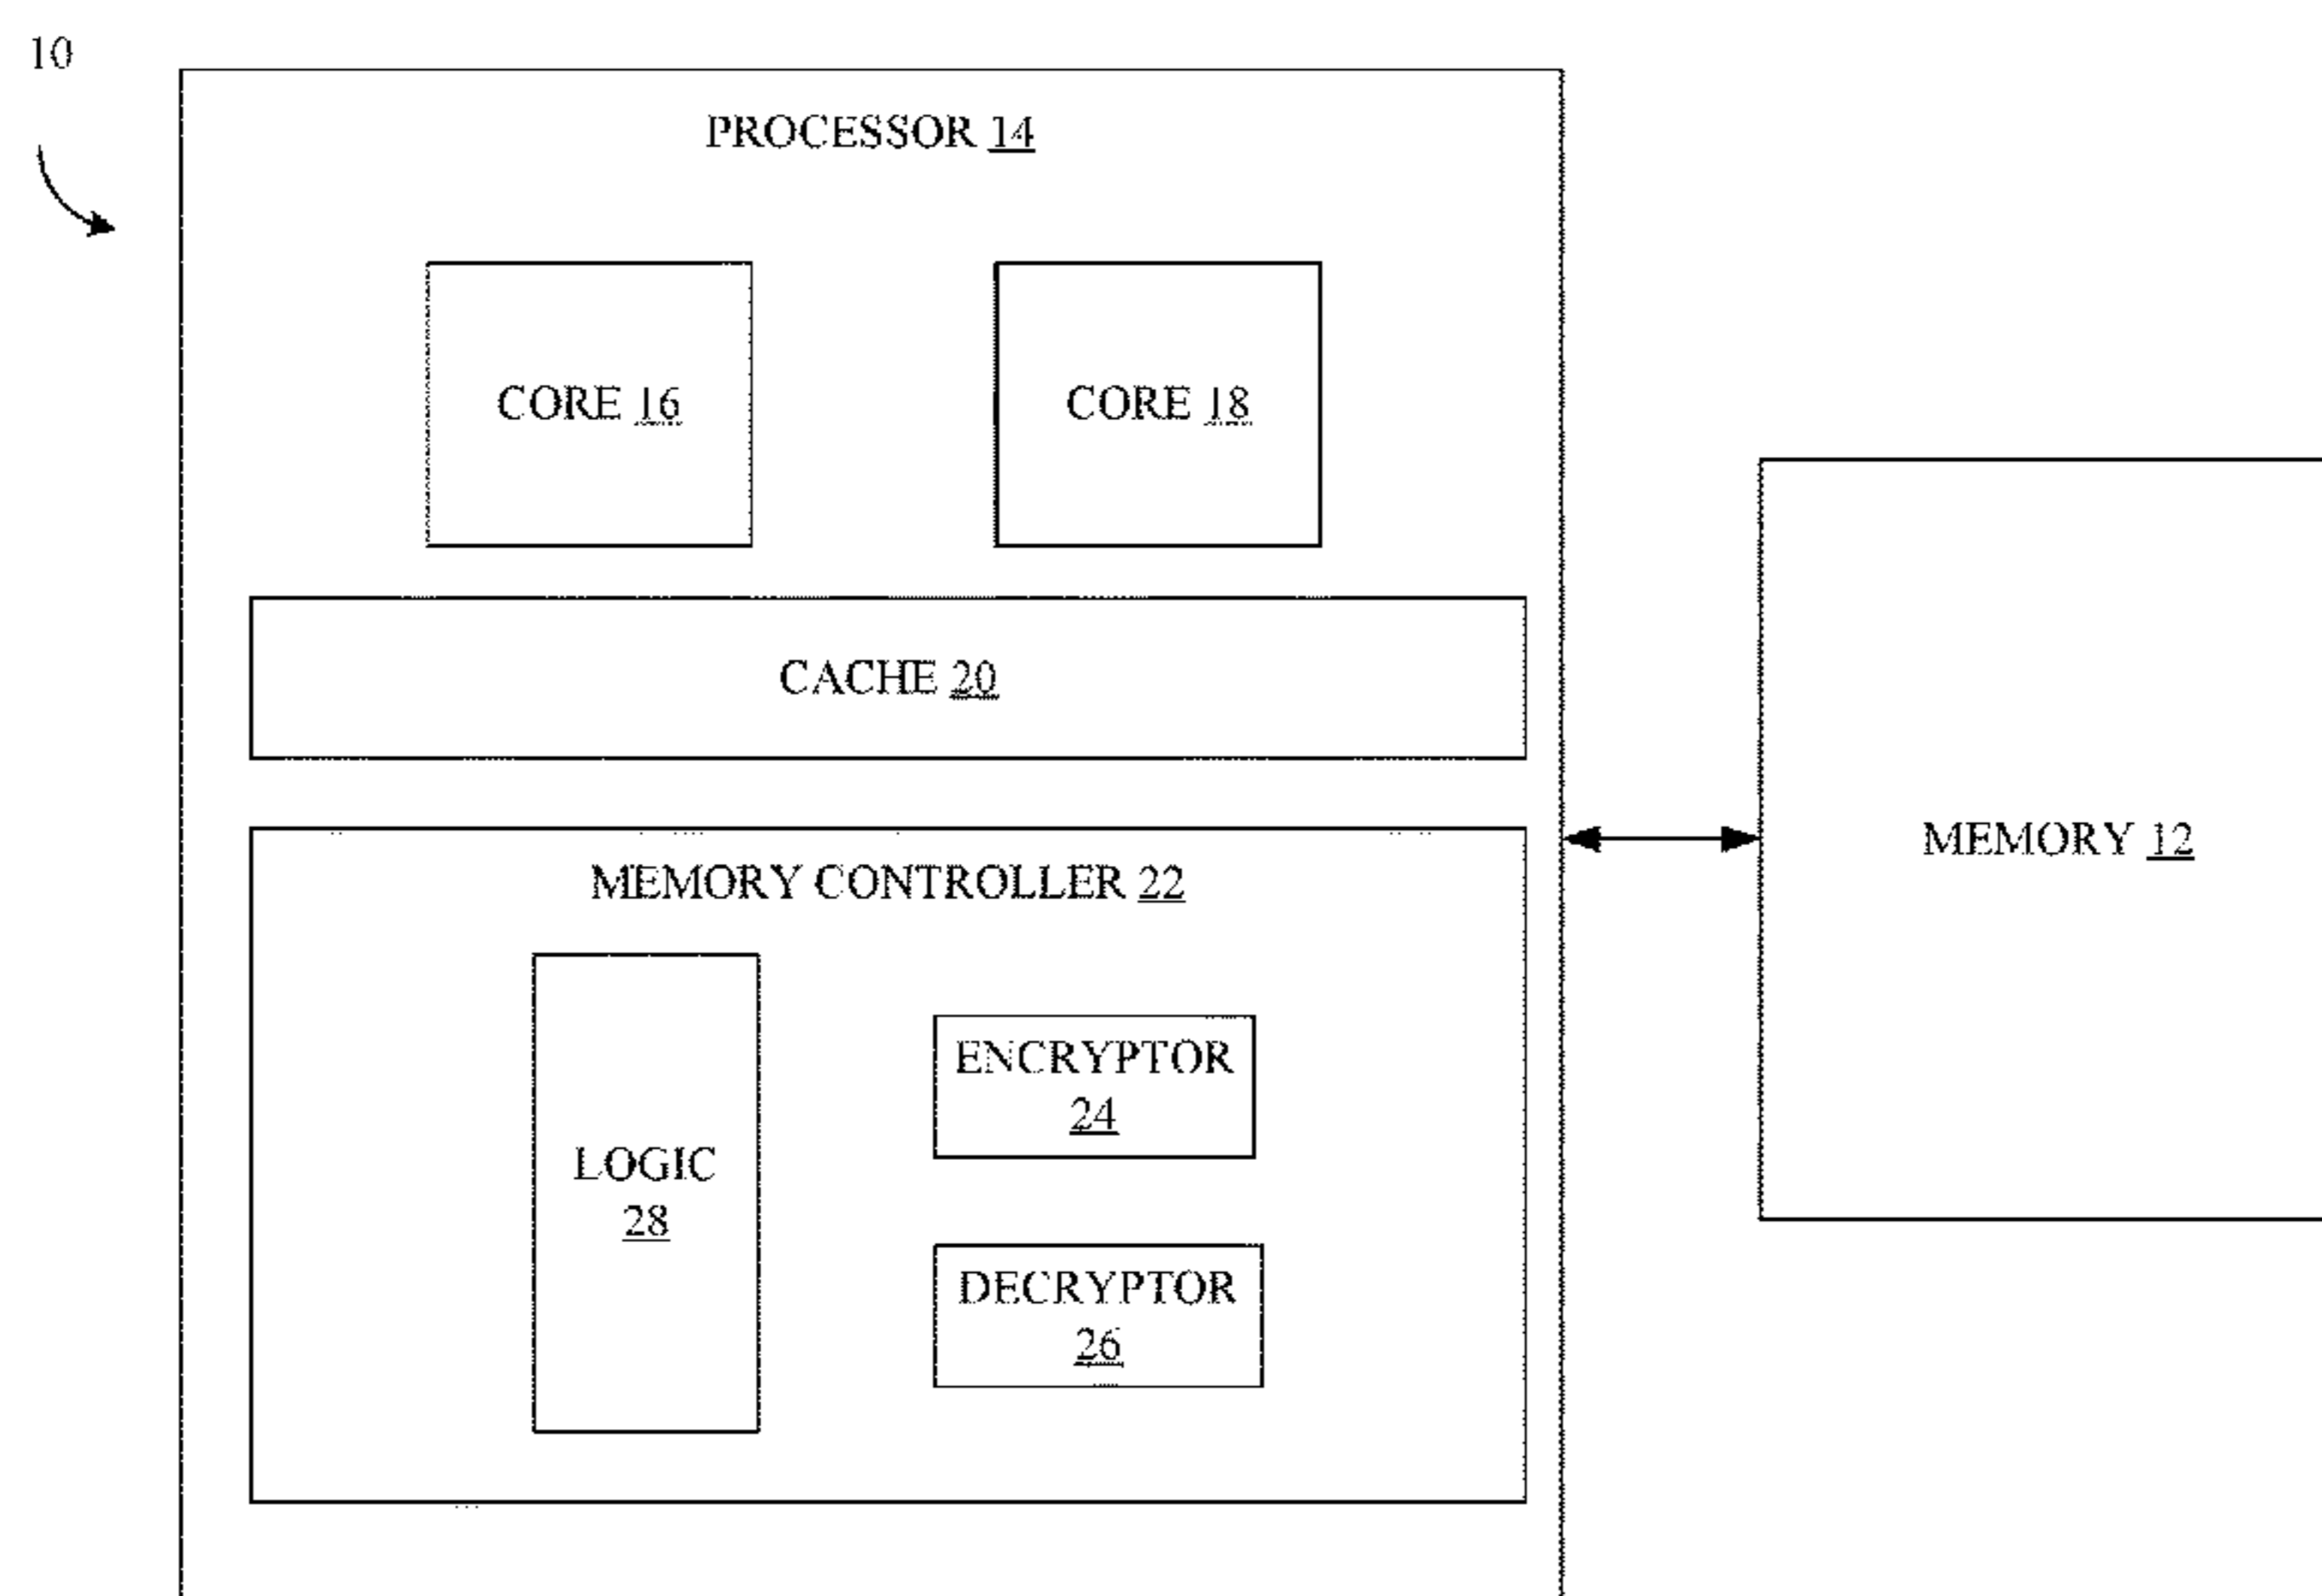 10
PROCESSOR 14
CORE 16
CORE 18
CACHE 20
MEMORY CONTROLLER 22
LOGIC
28
ENCRYPTOR
24
DECRYPTOR
26
MEMORY 12